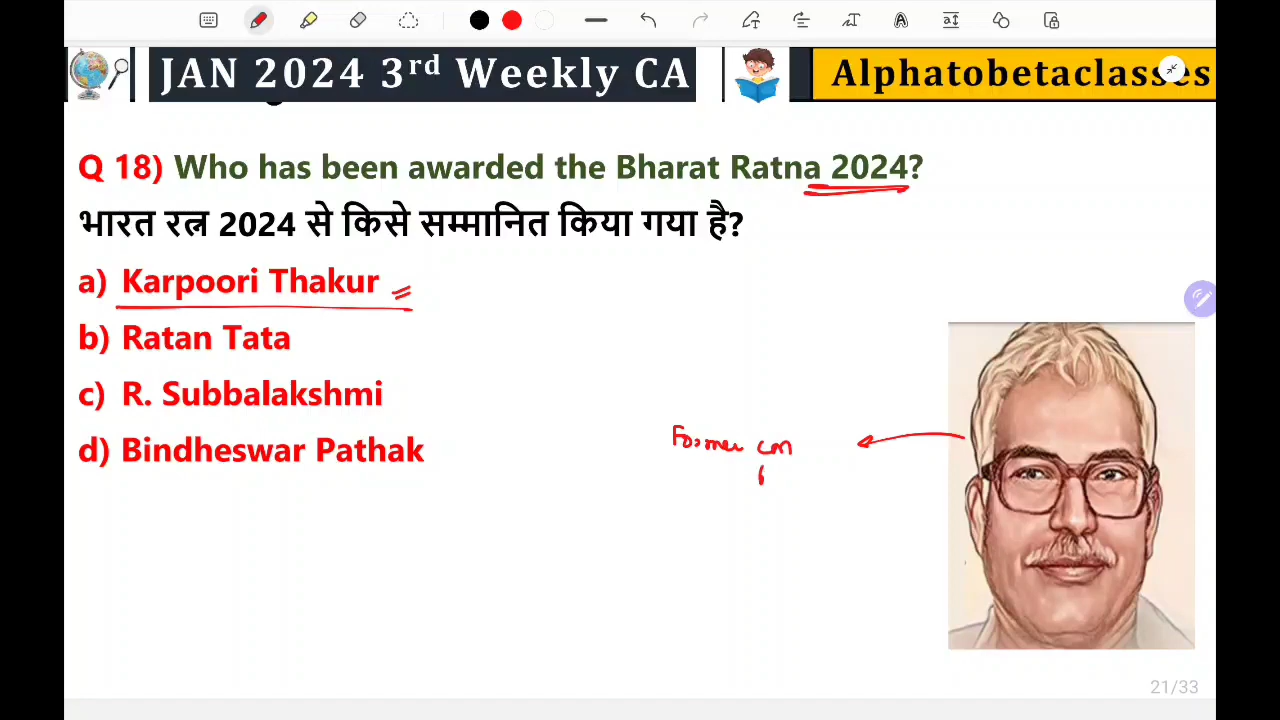 JAN 2024 3rd Weekly CA
Alphatobetaclasses
Q 18) Who has been awarded the Bharat Ratna 2024?
भारत रत्न 2024 से किसे सम्मानित किया गया है?
a) Karpoori Thakur
b) Ratan Tata
c) R. Subbalakshmi
d) Bindheswar Pathak
Former CM
21/33